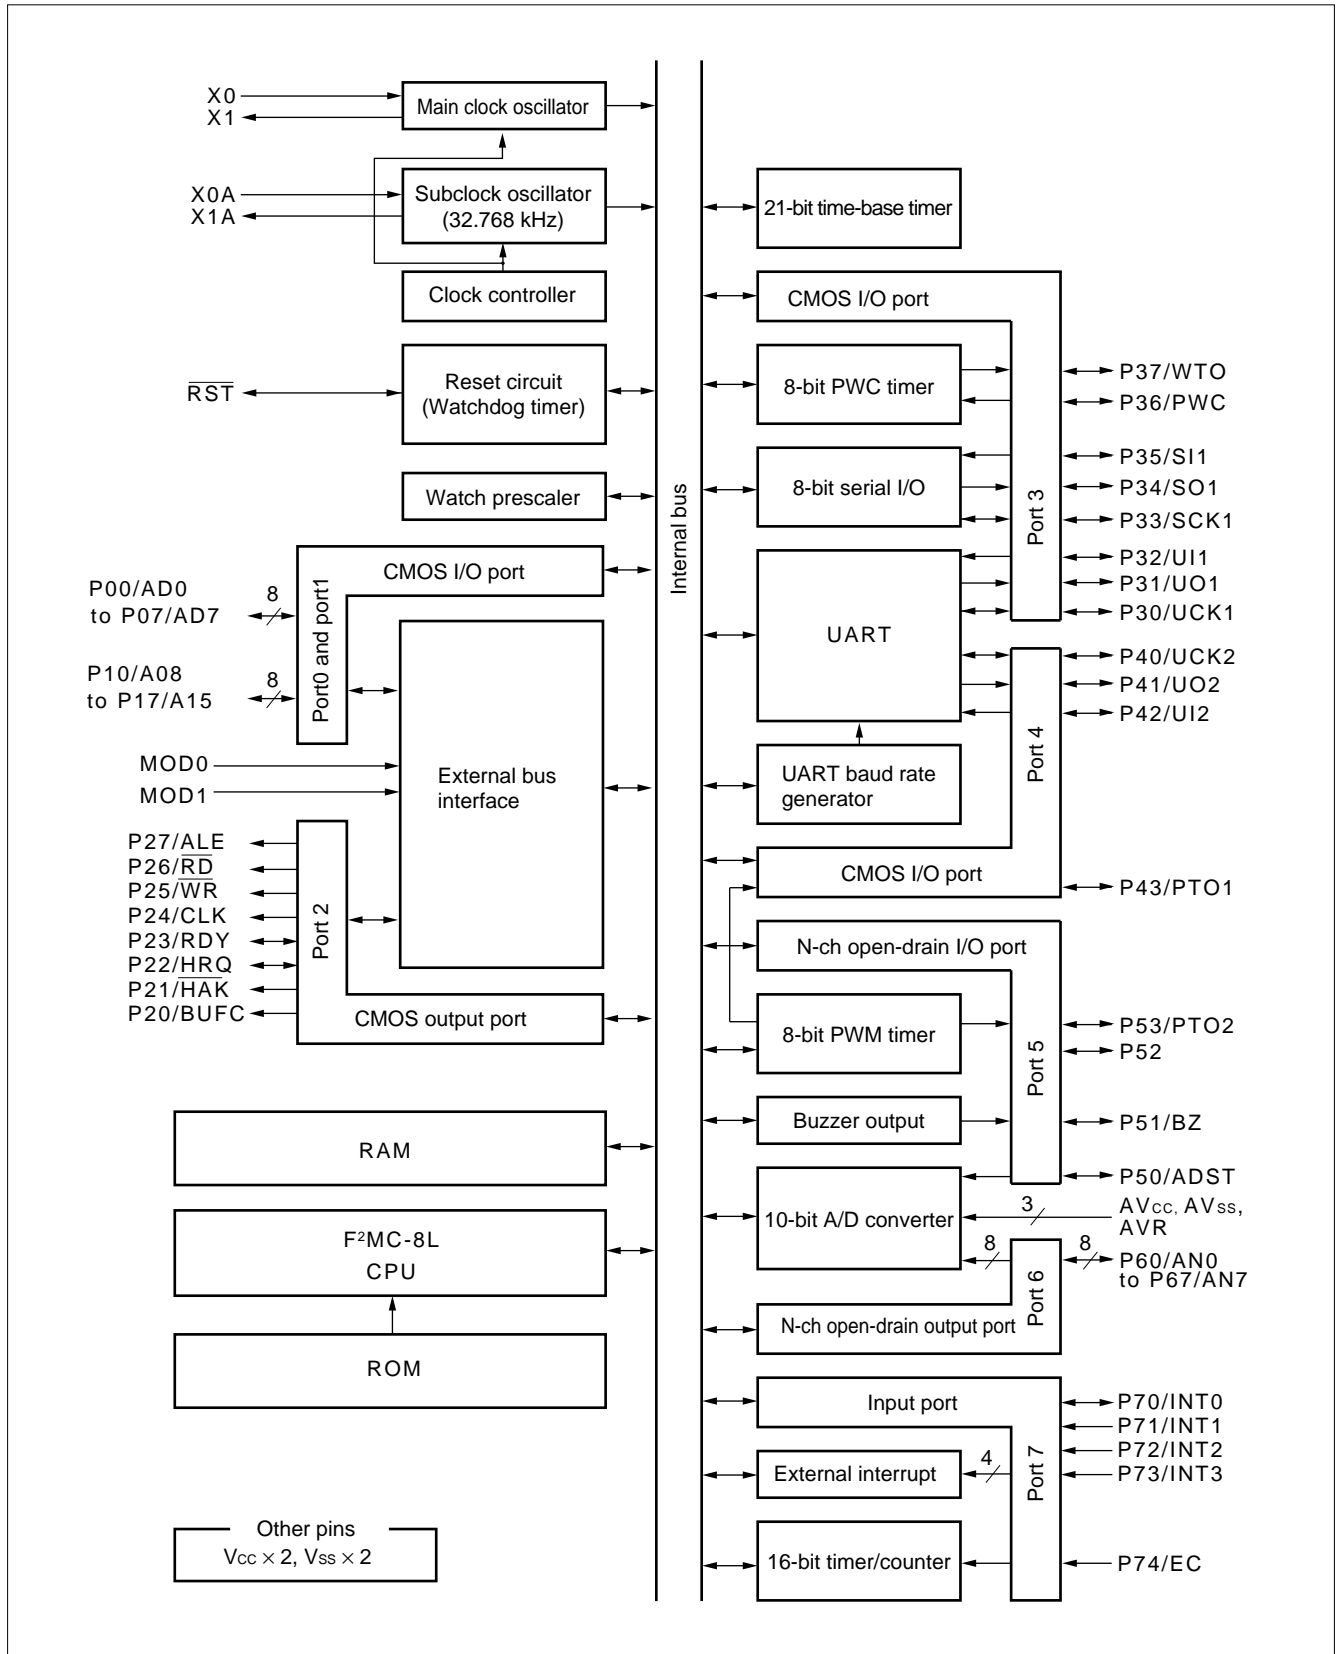 X0
X1
Main clock oscillator
X0A
X1A
Subclock oscillator
(32.768 kHz)
Clock controller
RST
Reset circuit
(Watchdog timer)
Watch prescaler
CMOS I/O port
Port0 and port1
P00/AD0
to P07/AD7
8
P10/A08
to P17/A15
8
MOD0
MOD1
External bus
interface
P27/ALE
P26/RD
P25/WR
P24/CLK
P23/RDY
P22/HRQ
P21/HAK
P20/BUFC
Port 2
CMOS output port
RAM
F²MC-8L
CPU
ROM
Other pins
VCC × 2, VSS × 2
Internal bus
21-bit time-base timer
CMOS I/O port
8-bit PWC timer
8-bit serial I/O
Port 3
P37/WTO
P36/PWC
P35/SI1
P34/SO1
P33/SCK1
P32/UI1
P31/UO1
P30/UCK1
UART
P40/UCK2
P41/UO2
P42/UI2
Port 4
UART baud rate
generator
CMOS I/O port
P43/PTO1
N-ch open-drain I/O port
8-bit PWM timer
Port 5
P53/PTO2
P52
Buzzer output
P51/BZ
P50/ADST
10-bit A/D converter
3
AVCC, AVSS,
AVR
8
8
P60/AN0
to P67/AN7
Port 6
N-ch open-drain output port
Input port
P70/INT0
P71/INT1
P72/INT2
P73/INT3
Port 7
External interrupt
4
16-bit timer/counter
P74/EC